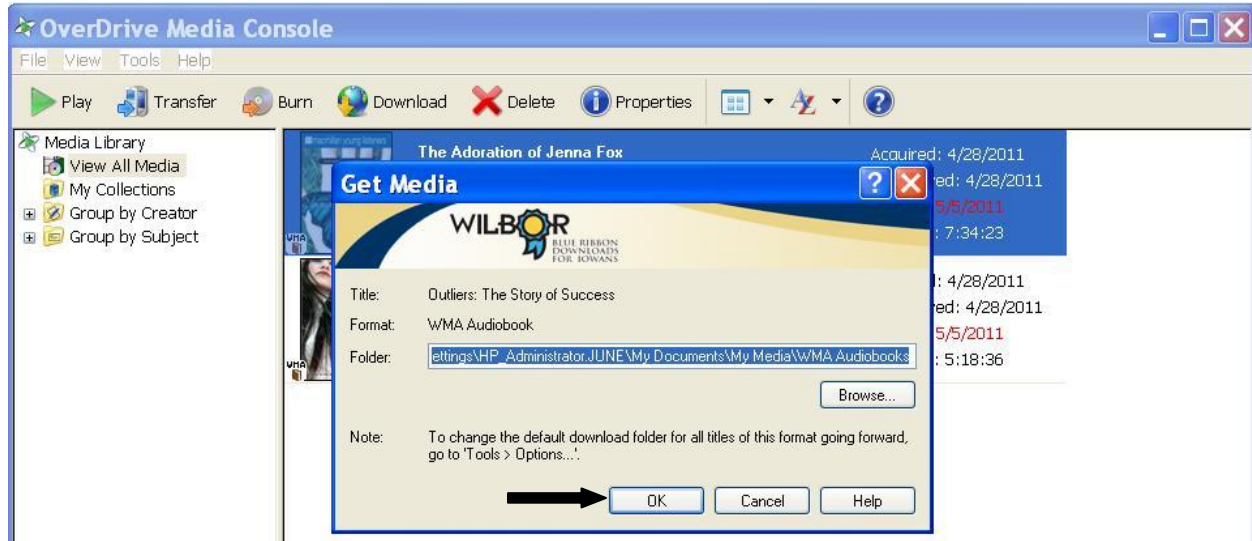 OverDrive Media Console
File View Tools Help
Play Transfer Burn Download Delete Properties
Media Library
View All Media
My Collections
Group by Creator
Group by Subject
The Adoration of Jenna Fox
Acquired: 4/28/2011
ed: 4/28/2011
5/5/2011
: 7:34:23
WMA
Get Media
WILBOR
BLUE RIBBON
DOWNLOADS
FOR IOWANS
Title: Outliers: The Story of Success
Format: WMA Audiobook
Folder: ettings\HP_Administrator.JUNE\My Documents\My Media\WMA Audiobooks
Browse...
Note: To change the default download folder for all titles of this format going forward,
go to 'Tools > Options...'.
OK Cancel Help
: 4/28/2011
ed: 4/28/2011
5/5/2011
: 5:18:36
WMA